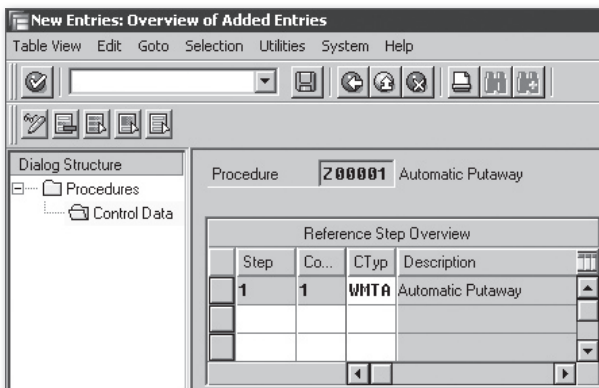 New Entries: Overview of Added Entries
Table View Edit Goto Selection Utilities System Help
Dialog Structure
Procedures
Control Data
Procedure Z00001 Automatic Putaway
Reference Step Overview
Step Co... CTyp Description
1 1 WMTA Automatic Putaway